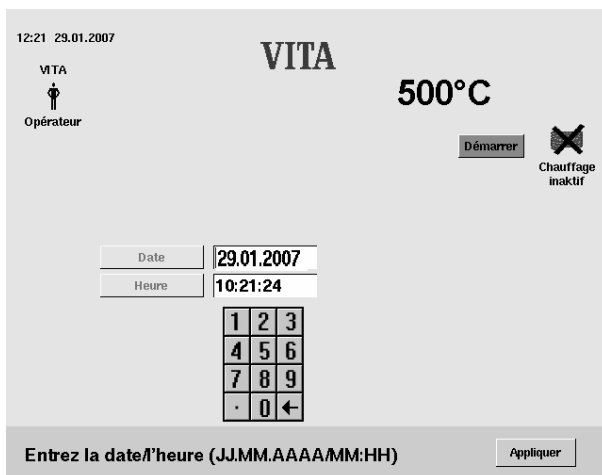 12:21 29.01.2007
VITA
VITA
Opérateur
500°C
Démarrer
Chauffage
inaktif
Date
29.01.2007
Heure
10:21:24
1 2 3
4 5 6
7 8 9
. 0 ←
Entrez la date/l'heure (JJ.MM.AAAA/MM:HH)
Appliquer